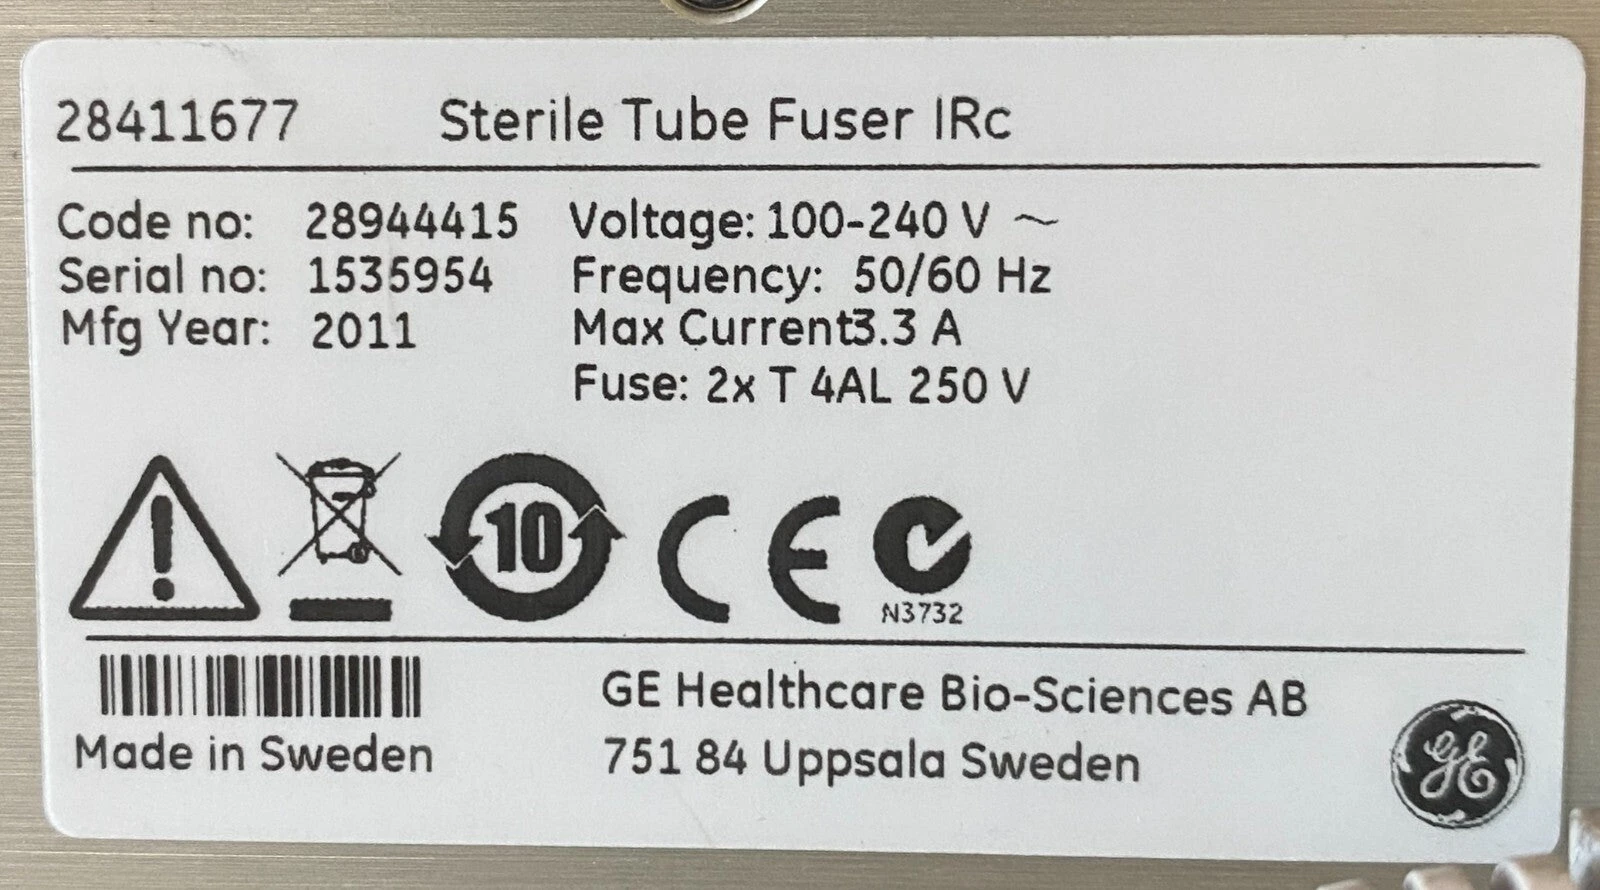 28411677 Sterile Tube Fuser IRc
Code no: 28944415 Voltage: 100-240 V ~
Serial no: 1535954 Frequency: 50/60 Hz
Mfg Year: 2011 Max Current3.3 A
Fuse: 2x T 4AL 250 V
10 CE
N3732
GE Healthcare Bio-Sciences AB
Made in Sweden 751 84 Uppsala Sweden
GE